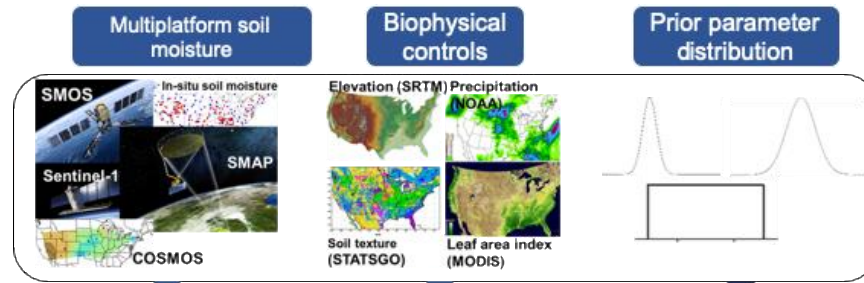 Multiplatform soil
moisture
Biophysical
controls
Prior parameter
distribution
SMOS
In-situ soil moisture
SMAP
Sentinel-1
COSMOS
Elevation (SRTM)
Precipitation
(NOAA)
Soil texture
(STATSGO)
Leaf area index
(MODIS)